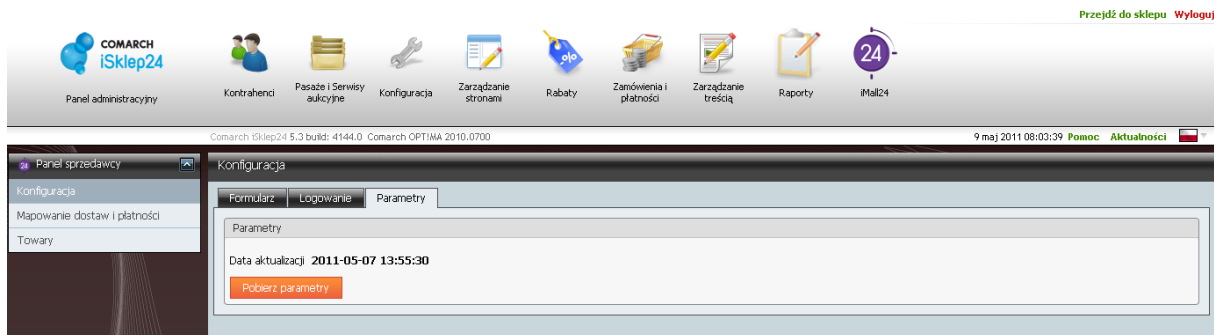 Przejdź do sklepu Wyloguj
COMARCH
iSklep24
Panel administracyjny
Kontrahenci
Pasaże i Serwisy
aukcyjne
Konfiguracja
Zarządzanie
stronami
%
Rabaty
Zamówienia i
płatności
Zarządzanie
treścią
Raporty
24
iMall24
Comarch iSklep24 5.3 build: 4144.0 Comarch OPT!MA 2010.0700
9 maj 2011 08:03:39 Pomoc Aktualności
24 Panel sprzedawcy
Konfiguracja
Mapowanie dostaw i płatności
Towary
Konfiguracja
Formularz Logowanie Parametry
Parametry
Data aktualizacji 2011-05-07 13:55:30
Pobierz parametry